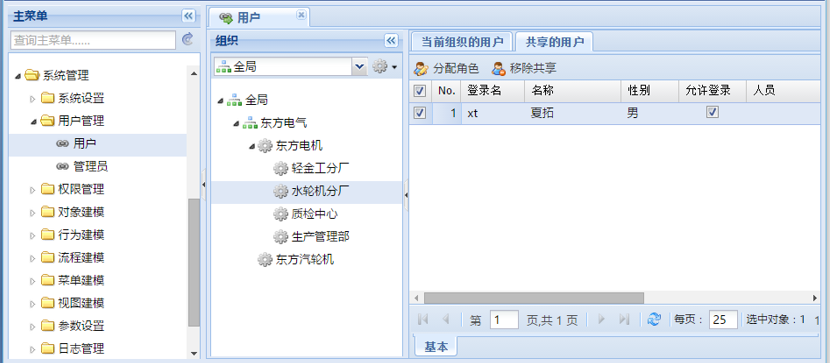 主菜单
查询主菜单......
系统管理
系统设置
用户管理
用户
管理员
权限管理
对象建模
行为建模
流程建模
菜单建模
视图建模
参数设置
日志管理
用户
组织
全局
全局
东方电气
东方电机
轻金工分厂
水轮机分厂
质检中心
生产管理部
东方汽轮机
当前组织的用户 共享的用户
分配角色 移除共享
No. 登录名 名称 性别 允许登录 人员
1 xt 夏拓 男
第 1 页,共 1 页 每页： 25 选中对象：1 1
基本